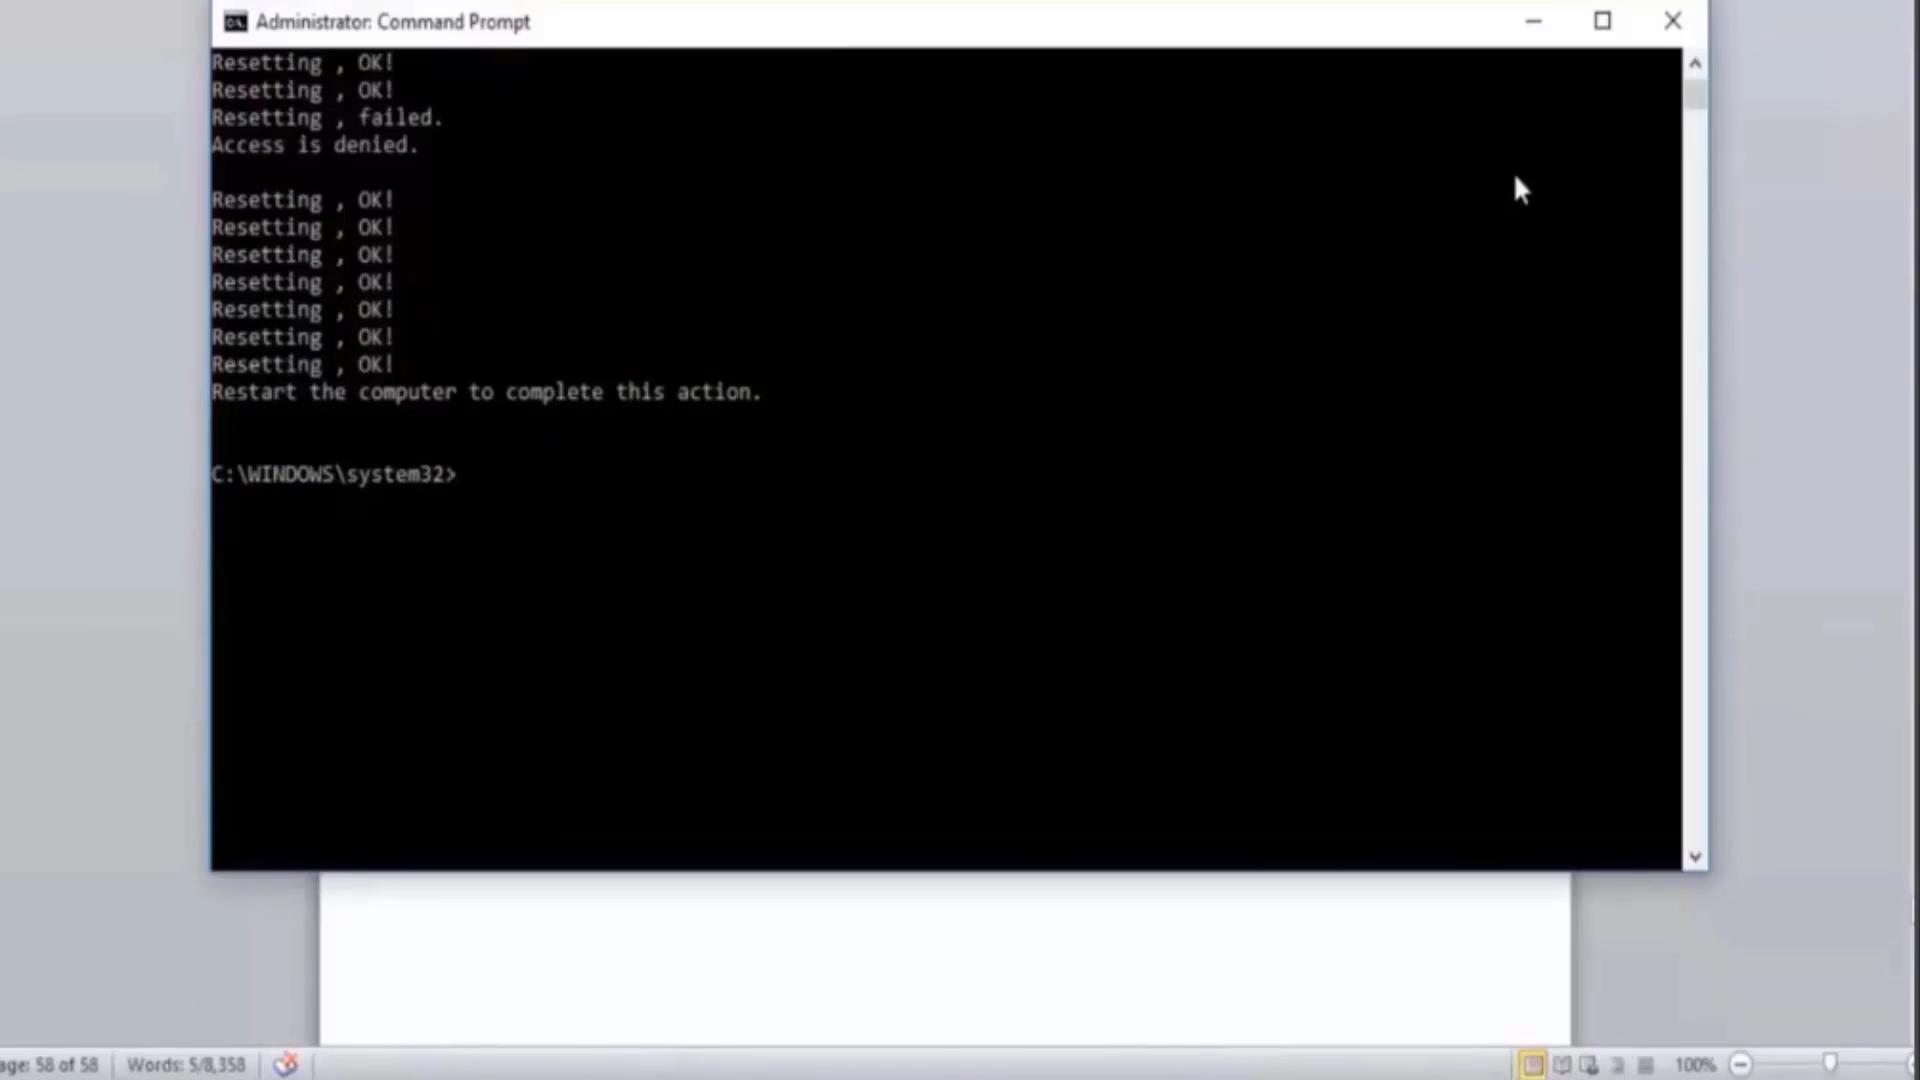 Administrator: Command Prompt
Resetting , OK!
Resetting , OK!
Resetting , failed.
Access is denied.
Resetting , OK!
Resetting , OK!
Resetting , OK!
Resetting , OK!
Resetting , OK!
Resetting , OK!
Resetting , OK!
Restart the computer to complete this action.
C:\WINDOWS\system32>
age: 58 of 58 Words: 5/8,358 100%